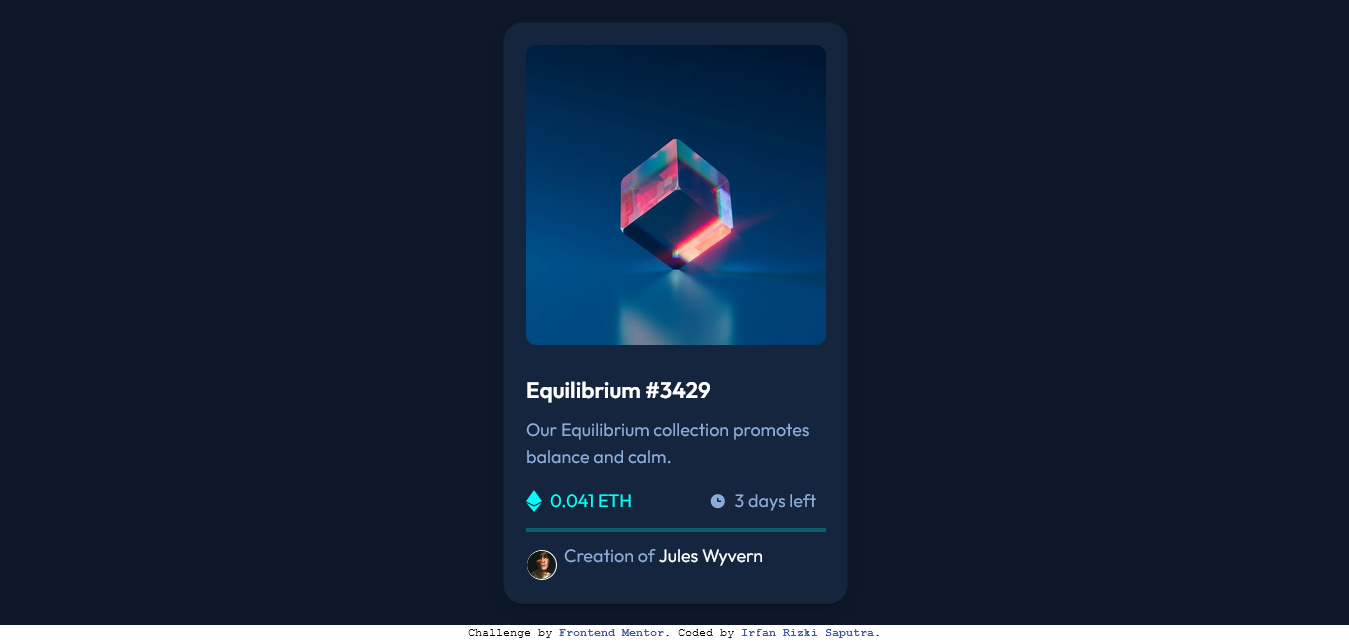 Equilibrium #3429
Our Equilibrium collection promotes
balance and calm.
0.041 ETH 3 days left
Creation of Jules Wyvern
Challenge by Frontend Mentor. Coded by Irfan Rizki Saputra.